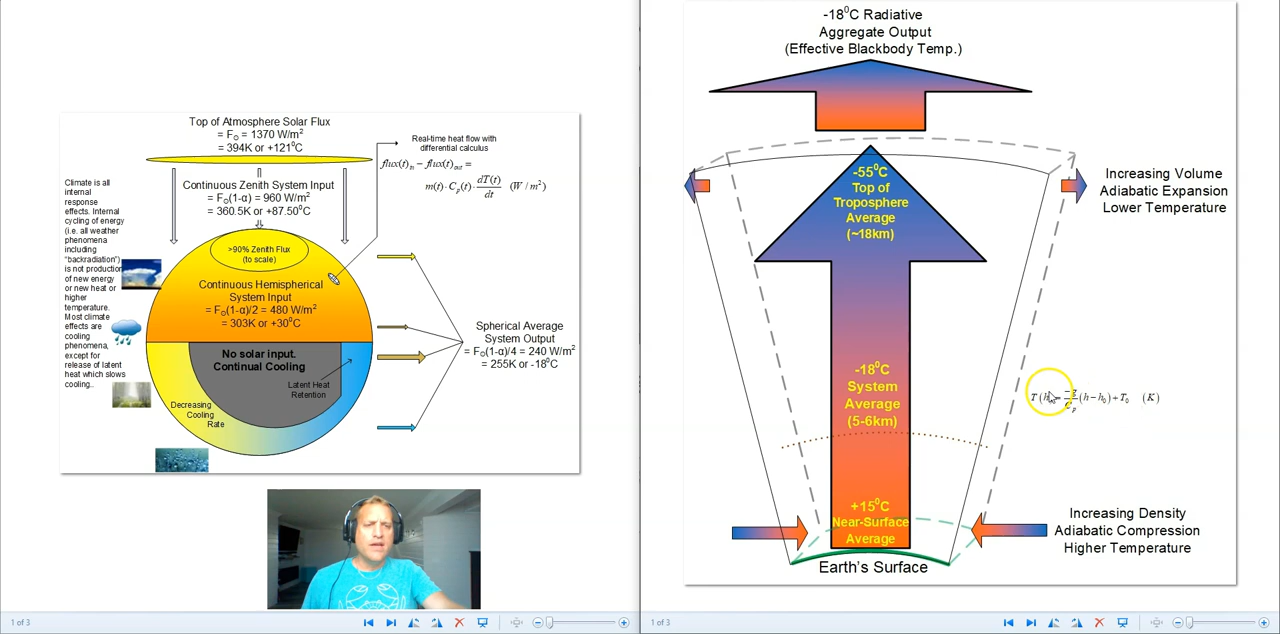 Top of Atmosphere Solar Flux
= F₀ = 1370 W/m²
= 394K or +121⁰C
Real-time heat flow with
differential calculus
flux(t)in − flux(t)out =
m(t)·Cp(t)·dT(t)/dt (W/m²)
Continuous Zenith System Input
= F₀(1-α) = 960 W/m²
= 360.5K or +87.50⁰C
Climate is all
internal
response
effects. Internal
cycling of energy
(i.e. all weather
phenomena
including
"backradiation")
is not production
of new energy
or new heat or
higher
temperature.
Most climate
effects are
cooling
phenomena,
except for
release of latent
heat which slows
cooling..
>90% Zenith Flux
(to scale)
Continuous Hemispherical
System Input
= F₀(1-α)/2 = 480 W/m²
= 303K or +30⁰C
No solar input.
Continual Cooling
Latent Heat
Retention
Decreasing
Cooling
Rate
Spherical Average
System Output
= F₀(1-α)/4 = 240 W/m²
= 255K or -18⁰C
1 of 3
-18⁰C Radiative
Aggregate Output
(Effective Blackbody Temp.)
-55⁰C
Top of
Troposphere
Average
(~18km)
Increasing Volume
Adiabatic Expansion
Lower Temperature
-18⁰C
System
Average
(5-6km)
T(h) = −g/Cp (h − h₀) + T₀ (K)
+15⁰C
Near-Surface
Average
Increasing Density
Adiabatic Compression
Higher Temperature
Earth's Surface
1 of 3